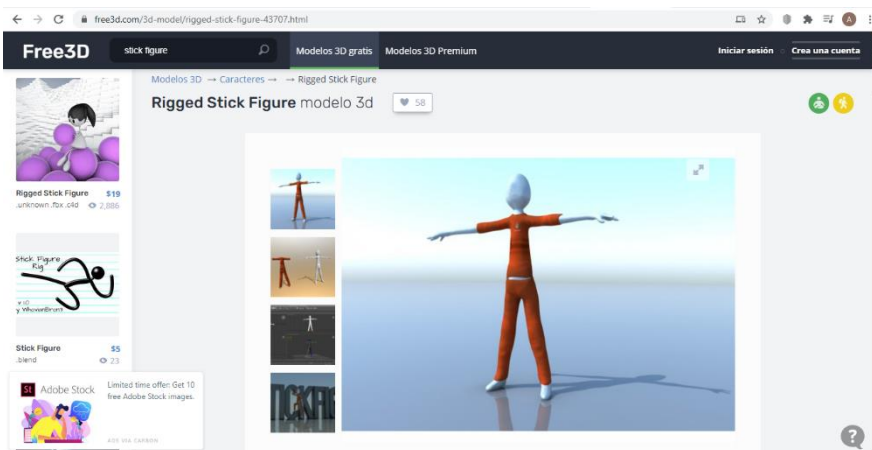 free3d.com/3d-model/rigged-stick-figure-43707.html
A
Free3D
stick figure
Modelos 3D gratis
Modelos 3D Premium
Iniciar sesión
Crea una cuenta
Modelos 3D → Caracteres → → Rigged Stick Figure
Rigged Stick Figure modelo 3d
58
Rigged Stick Figure $19
.unknown .fbx .c4d 2,886
Stick Figure
Rig
Stick Figure $5
.blend 23
St Adobe Stock
Limited time offer: Get 10
free Adobe Stock images.
ADS VIA CARBON
?